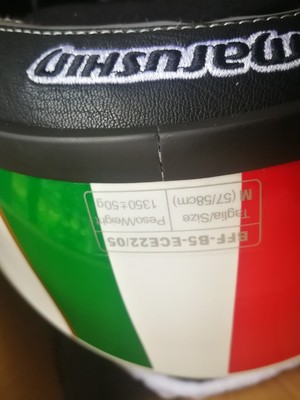 BFF-B5-ECE22/05
Taglia/Size Peso/Weight
M (57/58cm) 1350±50g
maRUSHIN